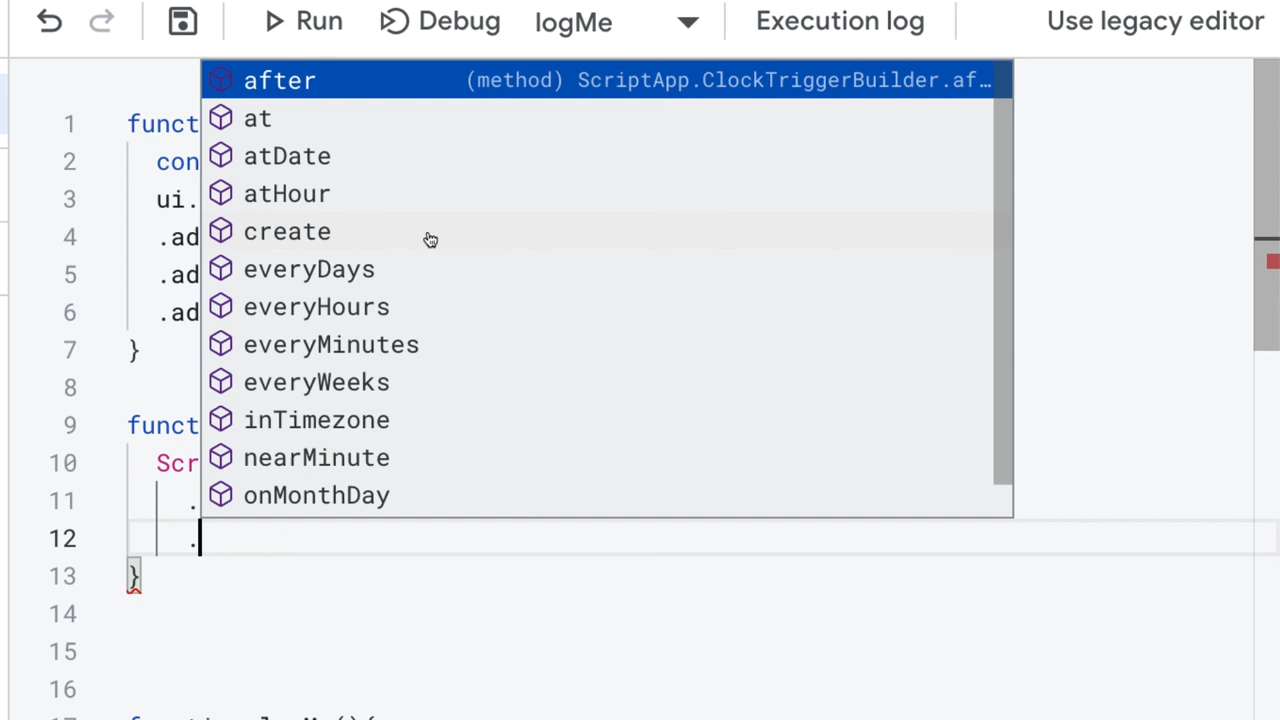 Run Debug logMe Execution log Use legacy editor
after (method) ScriptApp.ClockTriggerBuilder.af…
at
1 funct
atDate
2 con
atHour
3 ui.
create
4 .ad
everyDays
5 .ad
everyHours
6 .ad
everyMinutes
7 }
everyWeeks
8
inTimezone
9 funct
nearMinute
10 Scr
onMonthDay
11 .
12 .
13 }
14
15
16